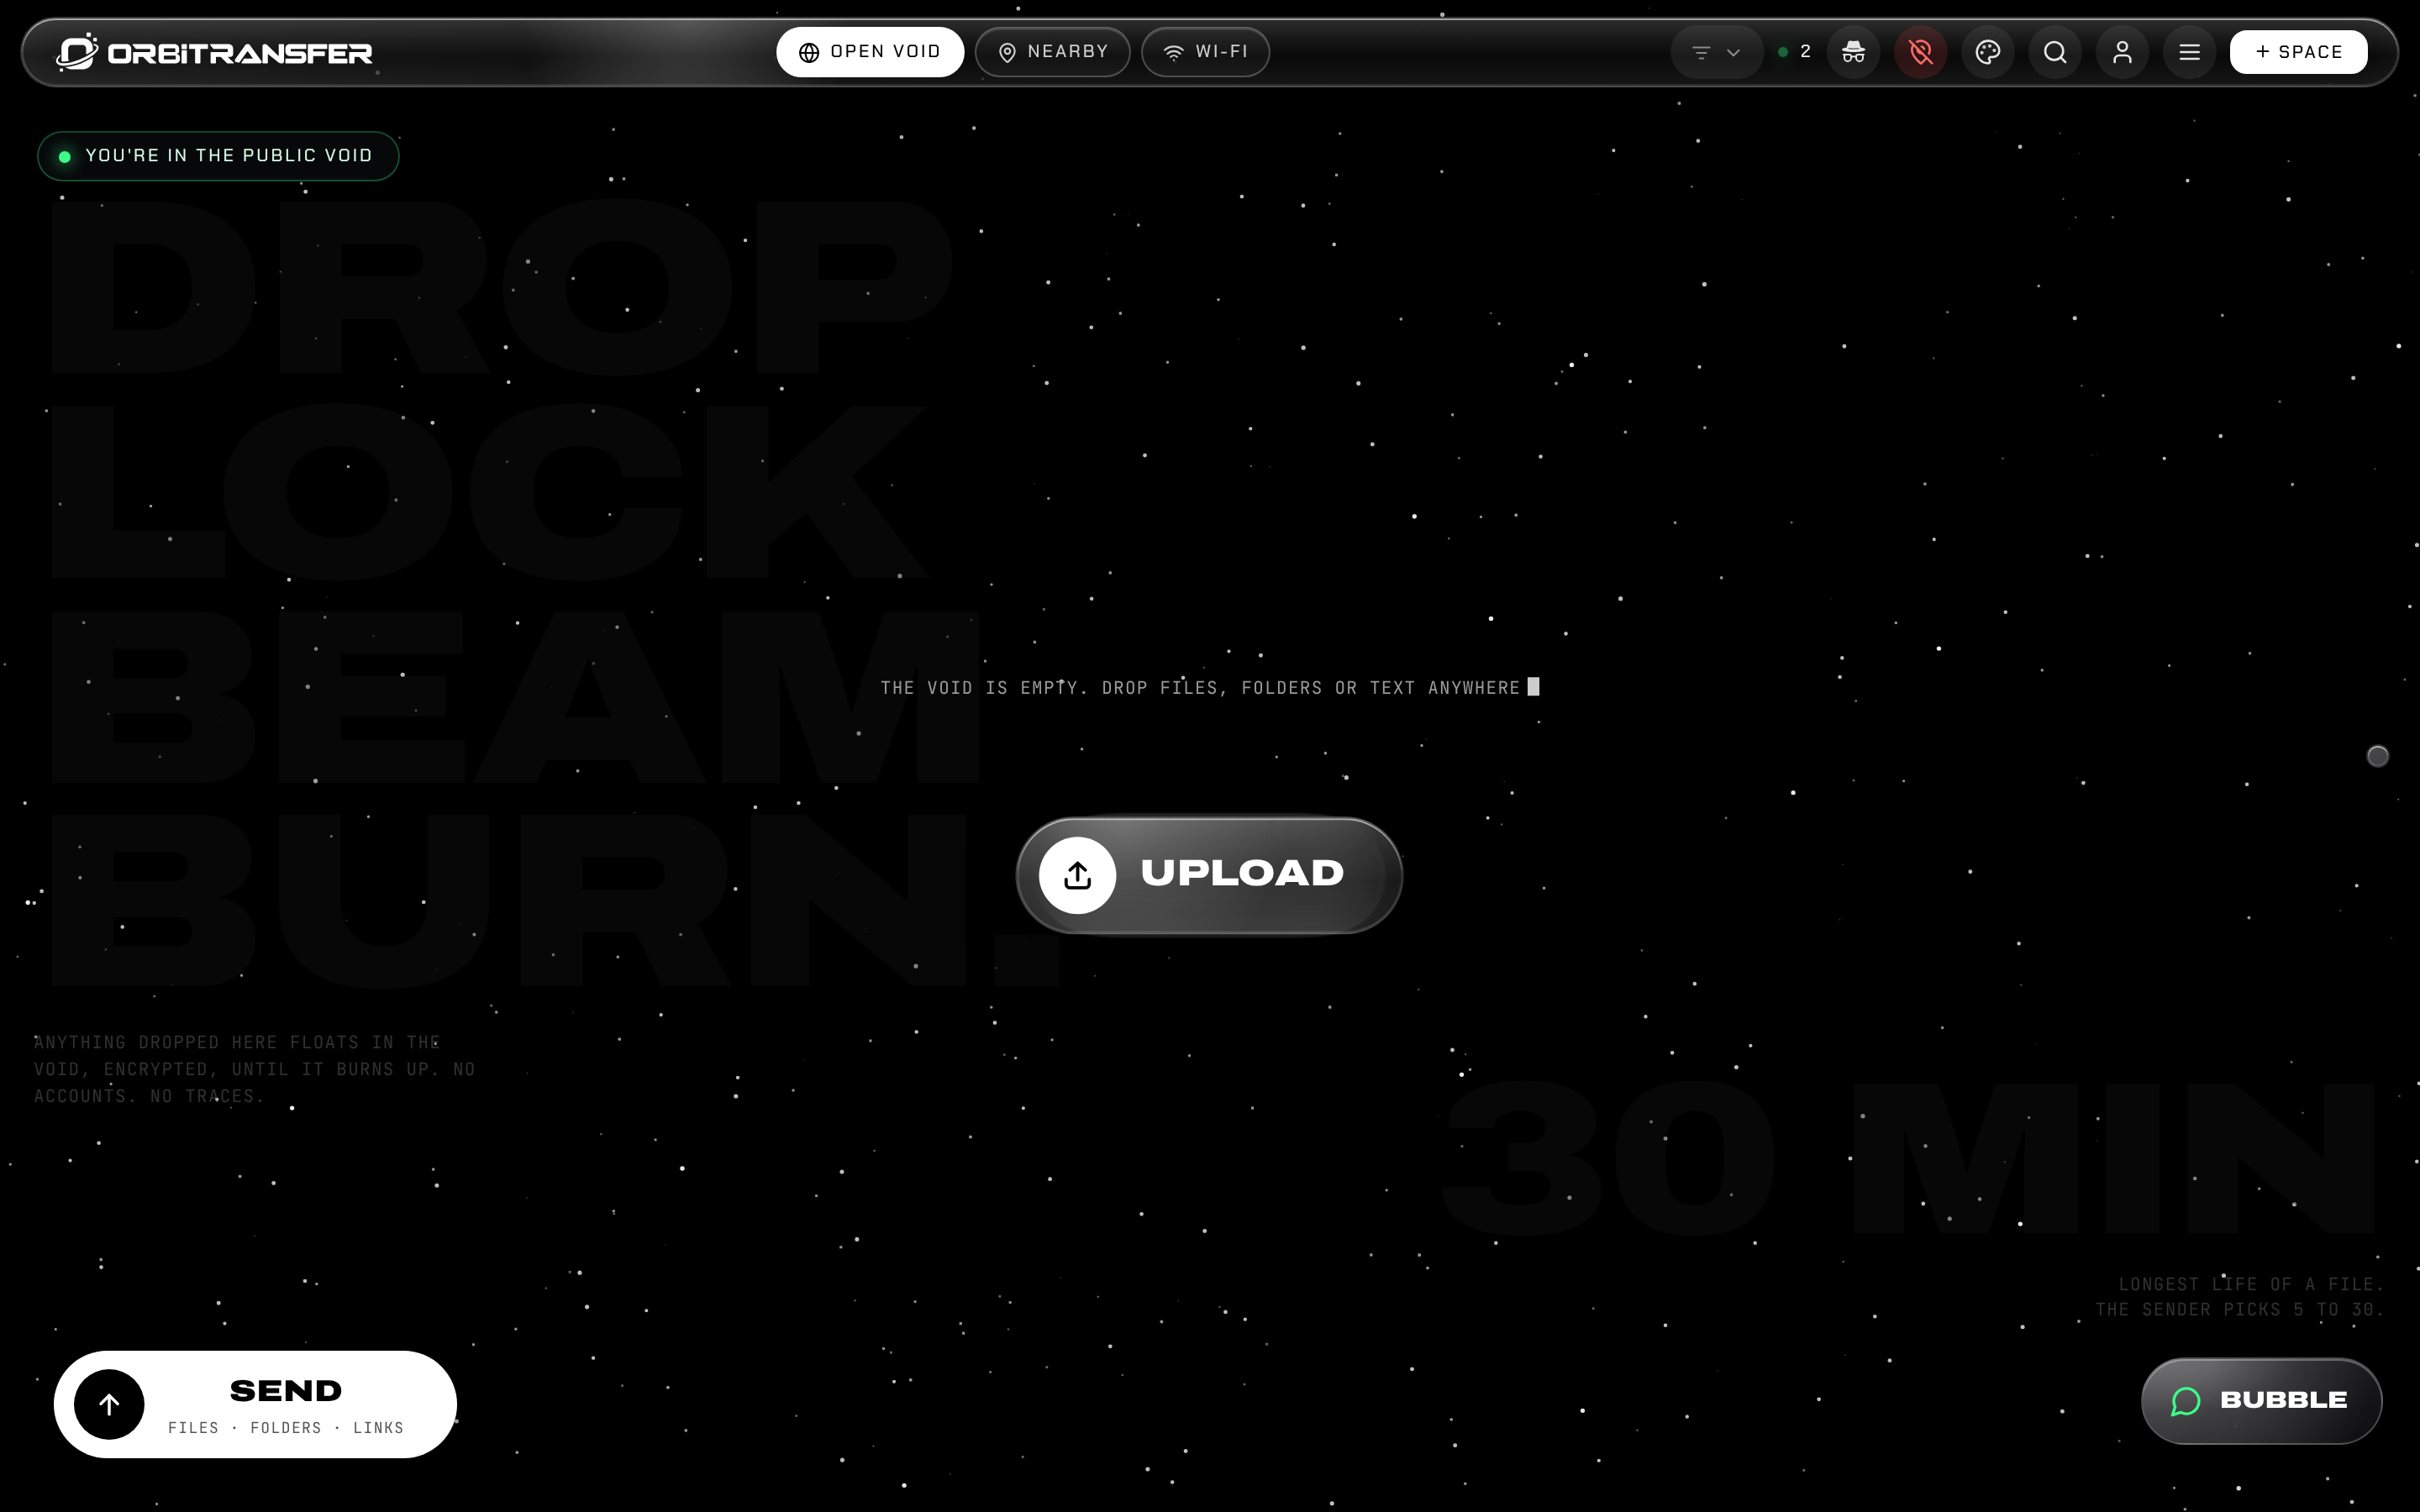 ORBITRANSFER
OPEN VOID
NEARBY
WI-FI
2
+ SPACE
YOU'RE IN THE PUBLIC VOID
DROP
LOCK
BEAM
BURN.
THE VOID IS EMPTY. DROP FILES, FOLDERS OR TEXT ANYWHERE
UPLOAD
ANYTHING DROPPED HERE FLOATS IN THE
VOID, ENCRYPTED, UNTIL IT BURNS UP. NO
ACCOUNTS. NO TRACES.
30 MIN
LONGEST LIFE OF A FILE.
THE SENDER PICKS 5 TO 30.
SEND
FILES · FOLDERS · LINKS
BUBBLE